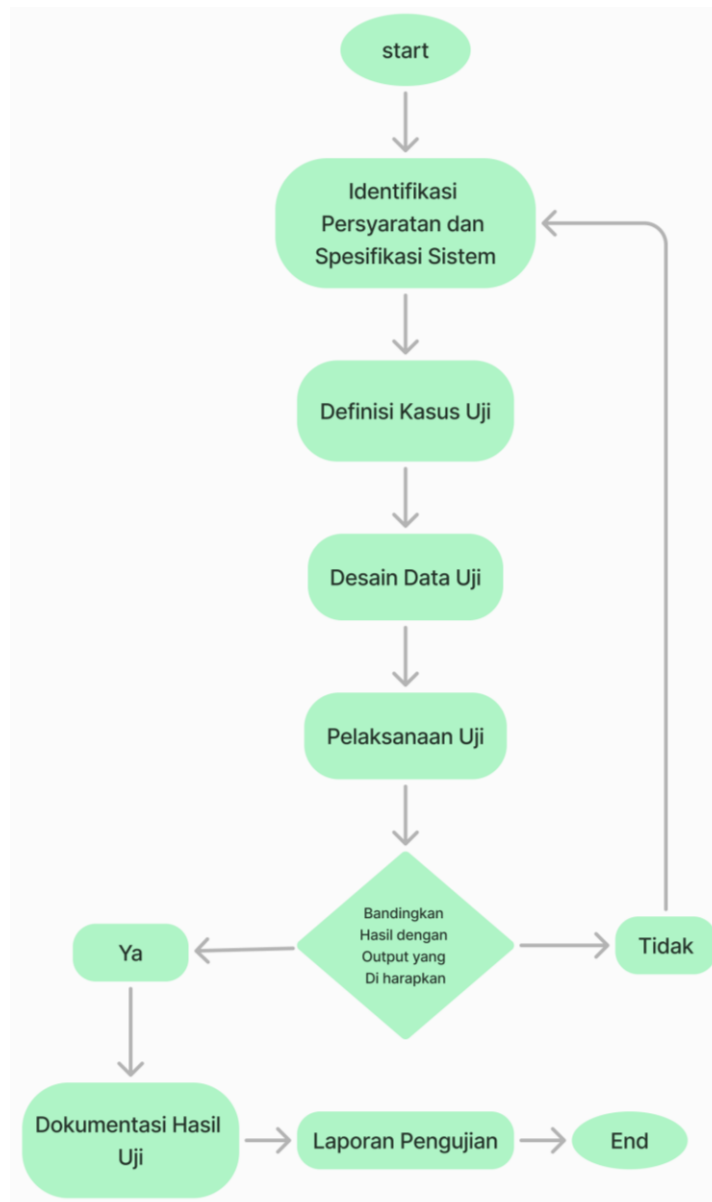 start
Identifikasi
Persyaratan dan
Spesifikasi Sistem
Definisi Kasus Uji
Desain Data Uji
Pelaksanaan Uji
Bandingkan
Hasil dengan
Output yang
Di harapkan
Ya
Tidak
Dokumentasi Hasil
Uji
Laporan Pengujian
End